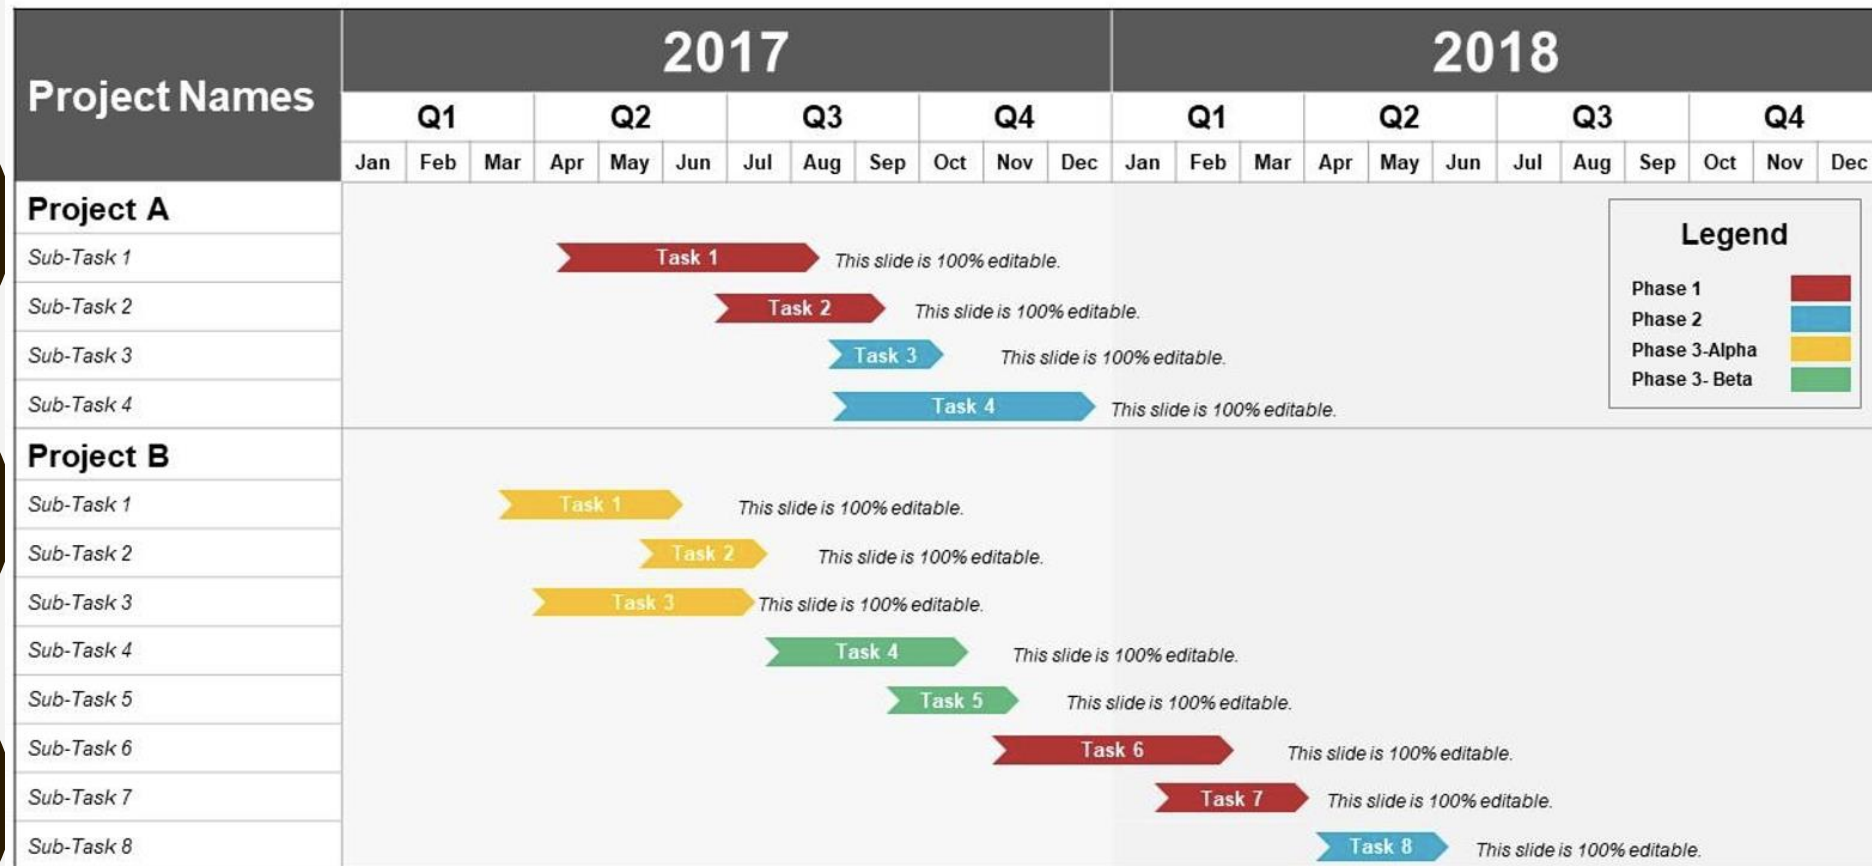 Project Names
2017 2018
Q1 Q2 Q3 Q4 Q1 Q2 Q3 Q4
Jan Feb Mar Apr May Jun Jul Aug Sep Oct Nov Dec Jan Feb Mar Apr May Jun Jul Aug Sep Oct Nov Dec
Project A
Sub-Task 1 Task 1 This slide is 100% editable.
Sub-Task 2 Task 2 This slide is 100% editable.
Sub-Task 3 Task 3 This slide is 100% editable.
Sub-Task 4 Task 4 This slide is 100% editable.
Legend
Phase 1
Phase 2
Phase 3-Alpha
Phase 3- Beta
Project B
Sub-Task 1 Task 1 This slide is 100% editable.
Sub-Task 2 Task 2 This slide is 100% editable.
Sub-Task 3 Task 3 This slide is 100% editable.
Sub-Task 4 Task 4 This slide is 100% editable.
Sub-Task 5 Task 5 This slide is 100% editable.
Sub-Task 6 Task 6 This slide is 100% editable.
Sub-Task 7 Task 7 This slide is 100% editable.
Sub-Task 8 Task 8 This slide is 100% editable.